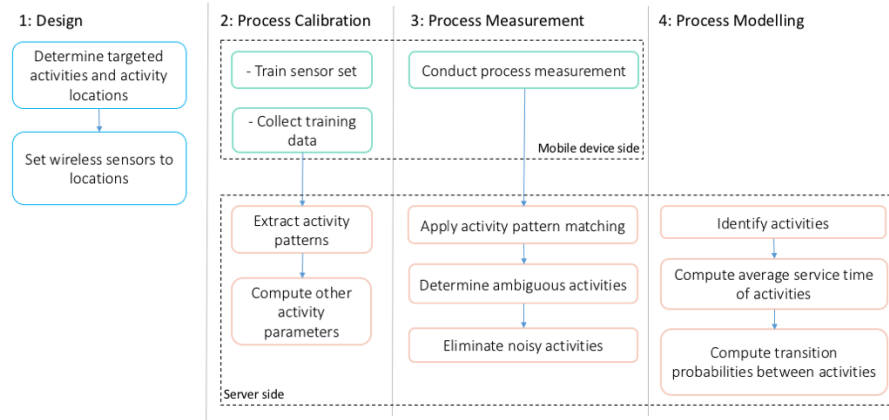 1: Design
Determine targeted
activities and activity
locations
Set wireless sensors to
locations
2: Process Calibration
- Train sensor set
- Collect training
data
Extract activity
patterns
Compute other
activity
parameters
Server side
3: Process Measurement
Conduct process measurement
Mobile device side
Apply activity pattern matching
Determine ambiguous activities
Eliminate noisy activities
4: Process Modelling
Identify activities
Compute average service time
of activities
Compute transition
probabilities between activities